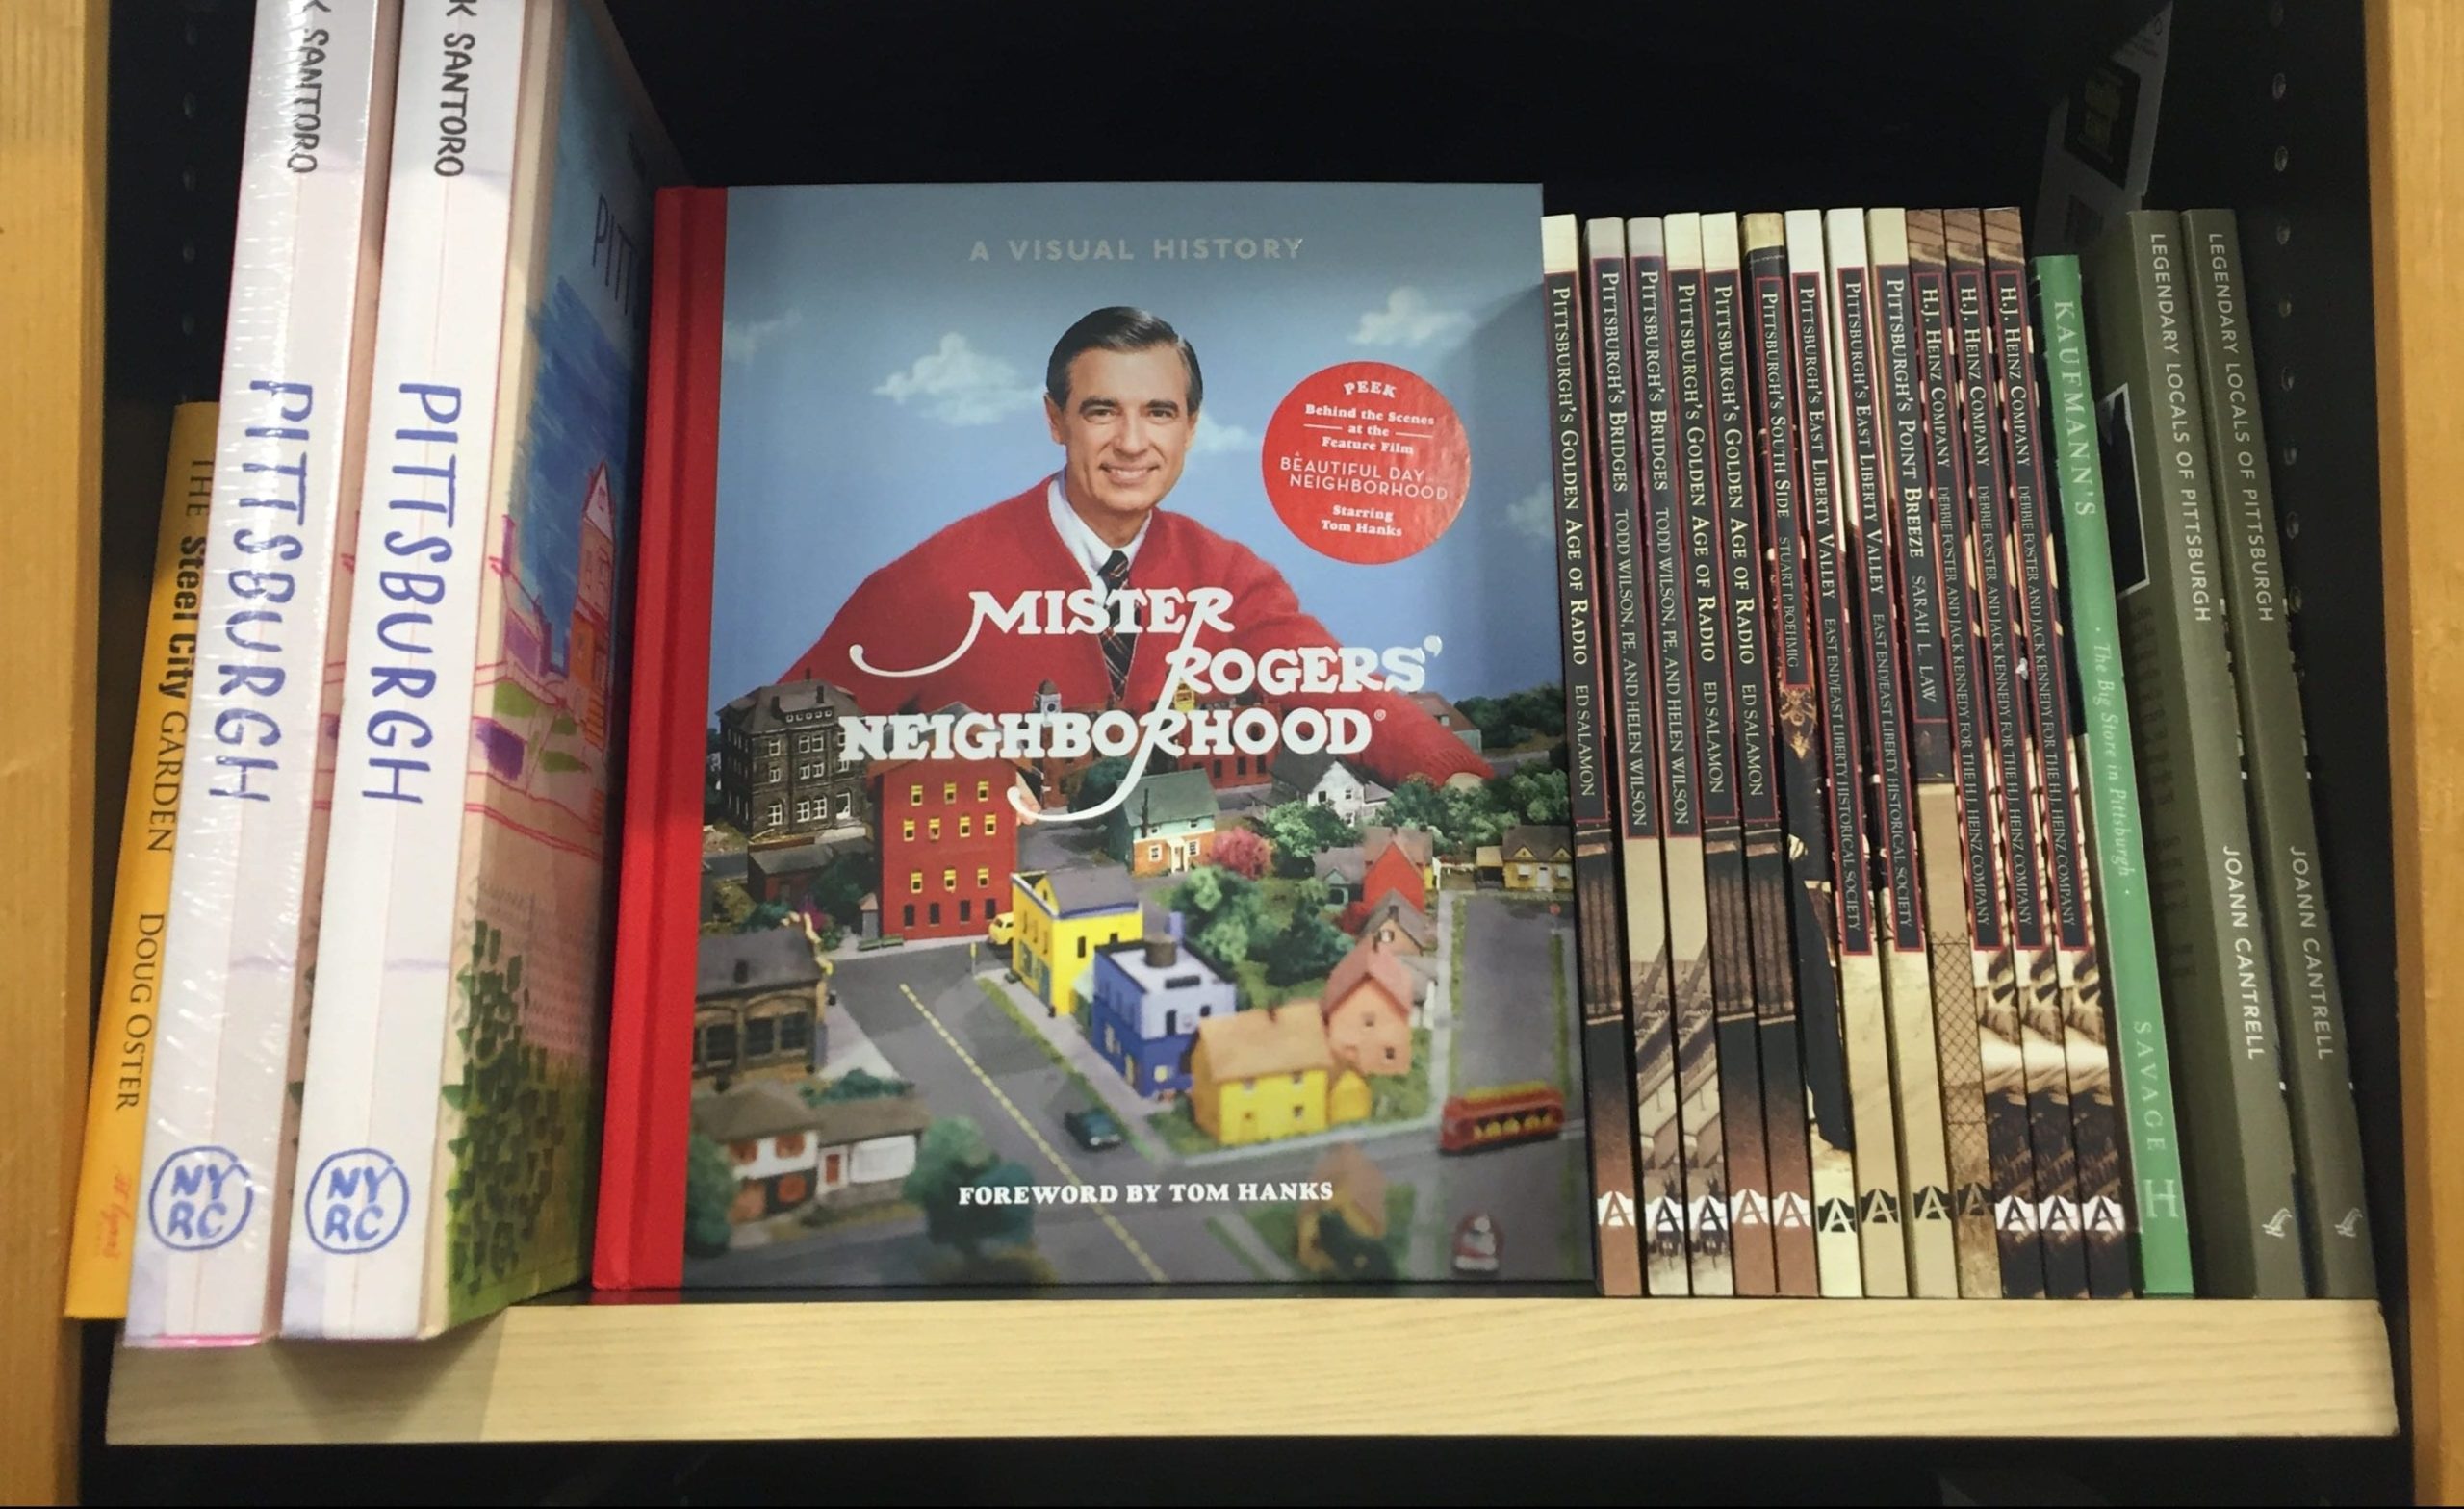 THE Steel City GARDEN DOUG OSTER
K SANTORO PITTSBURGH NYRC
K SANTORO PITTSBURGH NYRC
PITT
A VISUAL HISTORY
PEEK
Behind the Scenes
at the
Feature Film
A
BEAUTIFUL DAY
NEIGHBORHOOD
Starring
Tom Hanks
MISTER
ROGERS'
NEIGHBORHOOD®
FOREWORD BY TOM HANKS
PITTSBURGH'S GOLDEN AGE OF RADIO ED SALAMON A
PITTSBURGH'S BRIDGES TODD WILSON, PE, AND HELEN WILSON A
PITTSBURGH'S BRIDGES TODD WILSON, PE, AND HELEN WILSON A
PITTSBURGH'S GOLDEN AGE OF RADIO ED SALAMON A
PITTSBURGH'S GOLDEN AGE OF RADIO ED SALAMON A
PITTSBURGH'S SOUTH SIDE STUART P. BOEHMIG A
PITTSBURGH'S EAST LIBERTY VALLEY EAST END/EAST LIBERTY HISTORICAL SOCIETY A
PITTSBURGH'S EAST LIBERTY VALLEY EAST END/EAST LIBERTY HISTORICAL SOCIETY A
PITTSBURGH'S POINT BREEZE SARAH L. LAW A
H.J. HEINZ COMPANY DEBBIE FOSTER AND JACK KENNEDY FOR THE H.J. HEINZ COMPANY A
H.J. HEINZ COMPANY DEBBIE FOSTER AND JACK KENNEDY FOR THE H.J. HEINZ COMPANY A
H.J. HEINZ COMPANY DEBBIE FOSTER AND JACK KENNEDY FOR THE H.J. HEINZ COMPANY A
KAUFMANN'S • The Big Store in Pittsburgh • SAVAGE H
LEGENDARY LOCALS OF PITTSBURGH JOANN CANTRELL
LEGENDARY LOCALS OF PITTSBURGH JOANN CANTRELL